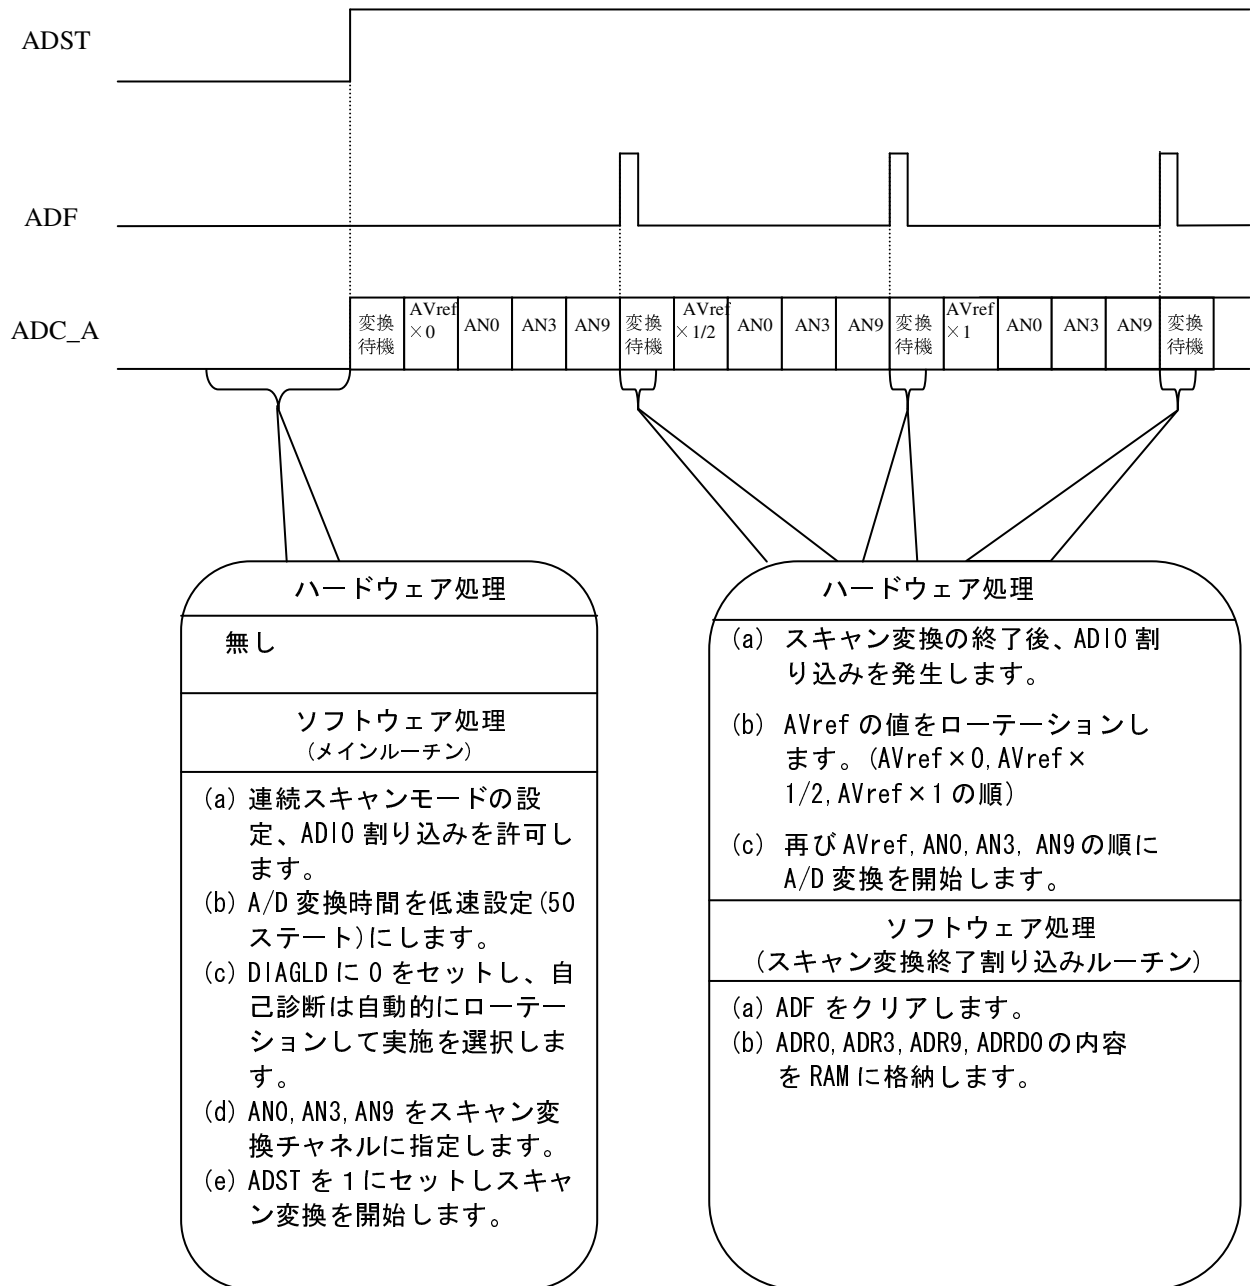 ADST
ADF
ADC_A
変換
待機
AVref
×0
AN0
AN3
AN9
変換
待機
AVref
×1/2
AN0
AN3
AN9
変換
待機
AVref
×1
AN0
AN3
AN9
変換
待機
ハードウェア処理
無し
ソフトウェア処理
(メインルーチン)
(a) 連続スキャンモードの設
定、ADI0 割り込みを許可し
ます。
(b) A/D 変換時間を低速設定(50
ステート)にします。
(c) DIAGLD に 0 をセットし、自
己診断は自動的にローテー
ションして実施を選択しま
す。
(d) AN0, AN3, AN9 をスキャン変
換チャネルに指定します。
(e) ADST を 1 にセットしスキャ
ン変換を開始します。
ハードウェア処理
(a) スキャン変換の終了後、ADI0 割
り込みを発生します。
(b) AVref の値をローテーションし
ます。(AVref×0, AVref×
1/2, AVref×1 の順)
(c) 再び AVref, AN0, AN3, AN9 の順に
A/D 変換を開始します。
ソフトウェア処理
(スキャン変換終了割り込みルーチン)
(a) ADF をクリアします。
(b) ADR0, ADR3, ADR9, ADRD0 の内容
を RAM に格納します。